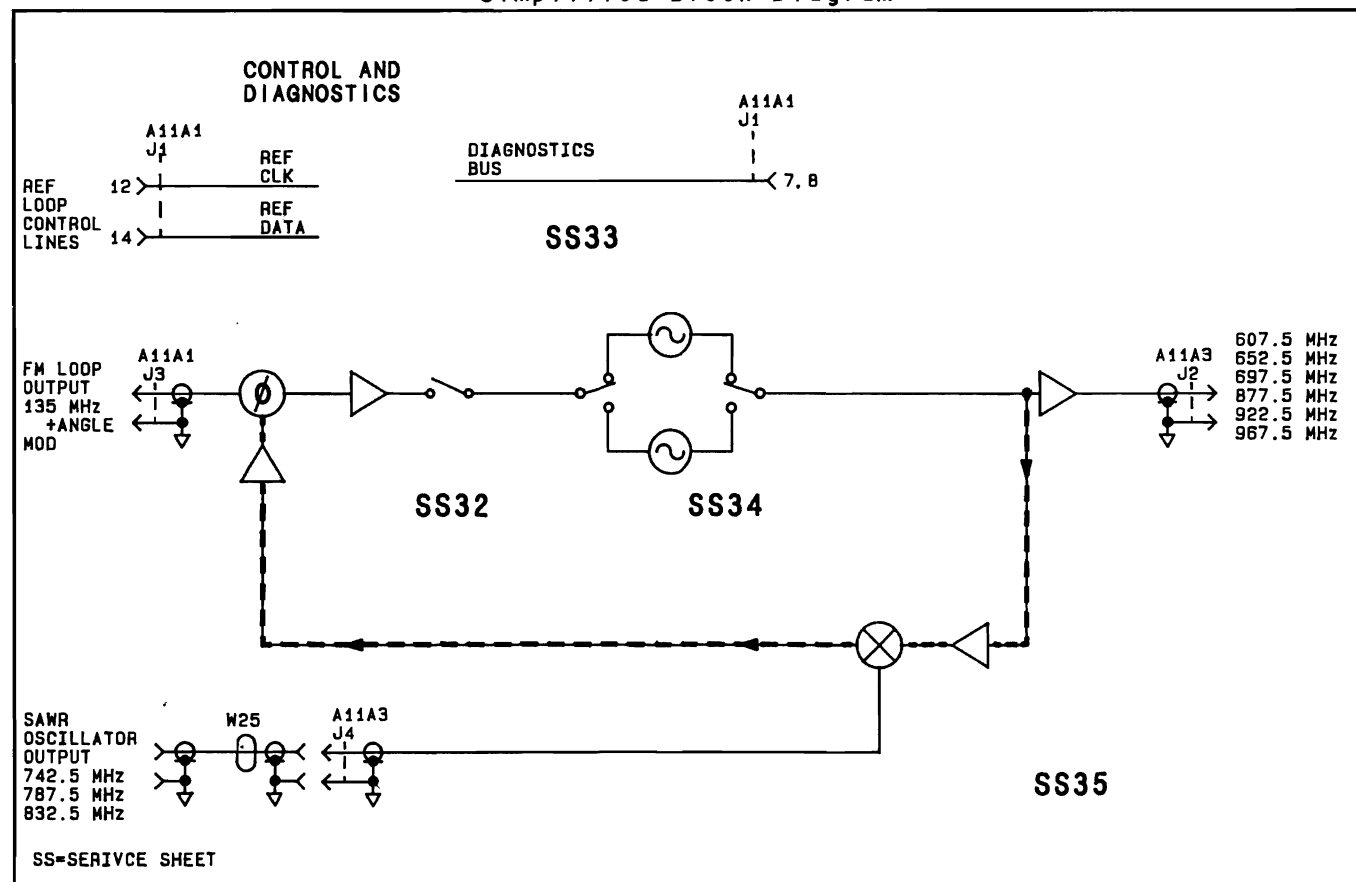 Simplified Block Diagram
CONTROL AND
DIAGNOSTICS
A11A1
J1
REF
CLK
REF
LOOP
CONTROL
LINES
12
14
REF
DATA
DIAGNOSTICS
BUS
A11A1
J1
7,8
SS33
FM LOOP
OUTPUT
135 MHz
+ANGLE
MOD
A11A1
J3
Ø
SS32
SS34
A11A3
J2
607.5 MHz
652.5 MHz
697.5 MHz
877.5 MHz
922.5 MHz
967.5 MHz
SAWR
OSCILLATOR
OUTPUT
742.5 MHz
787.5 MHz
832.5 MHz
W25
A11A3
J4
SS35
SS=SERIVCE SHEET